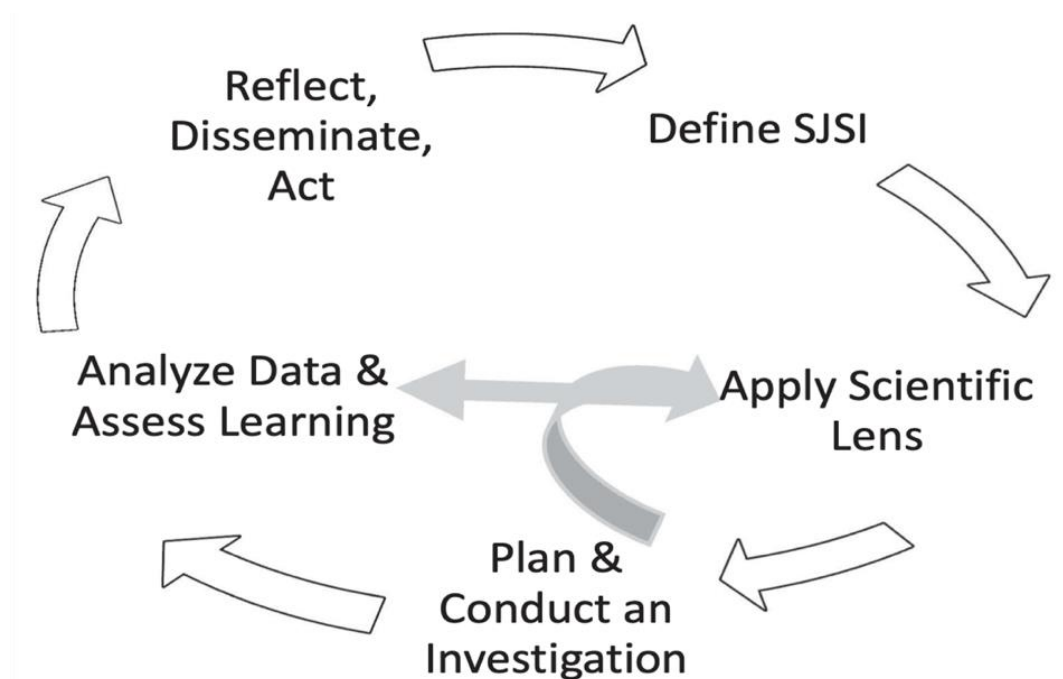 Reflect,
Disseminate,
Act
Define SJSI
Apply Scientific
Lens
Plan &
Conduct an
Investigation
Analyze Data &
Assess Learning